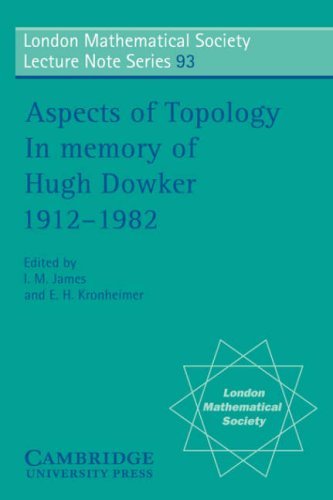 London Mathematical Society
Lecture Note Series 93
Aspects of Topology
In memory of
Hugh Dowker
1912–1982
Edited by
I. M. James
and E. H. Kronheimer
London
Mathematical
Society
CAMBRIDGE
UNIVERSITY PRESS